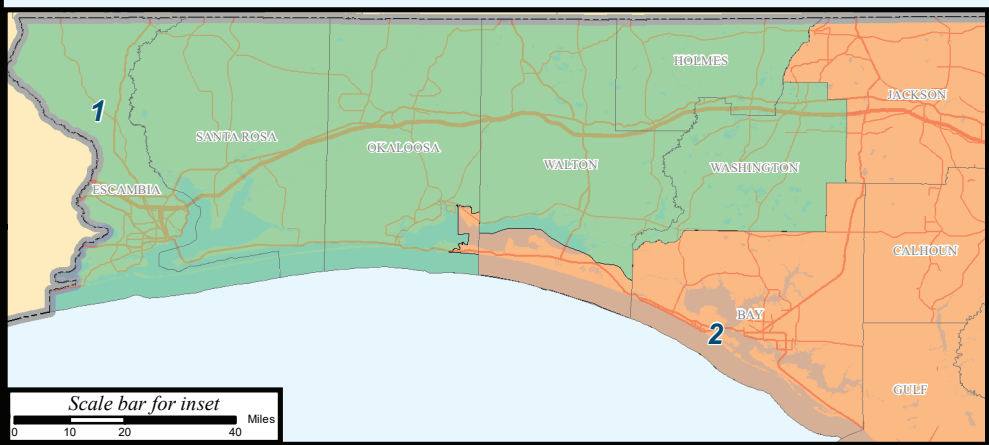 HOLMES
1
JACKSON
SANTA ROSA
OKALOOSA
WALTON
WASHINGTON
ESCAMBIA
CALHOUN
BAY
2
GULF
Scale bar for inset
Miles
0 10 20 40